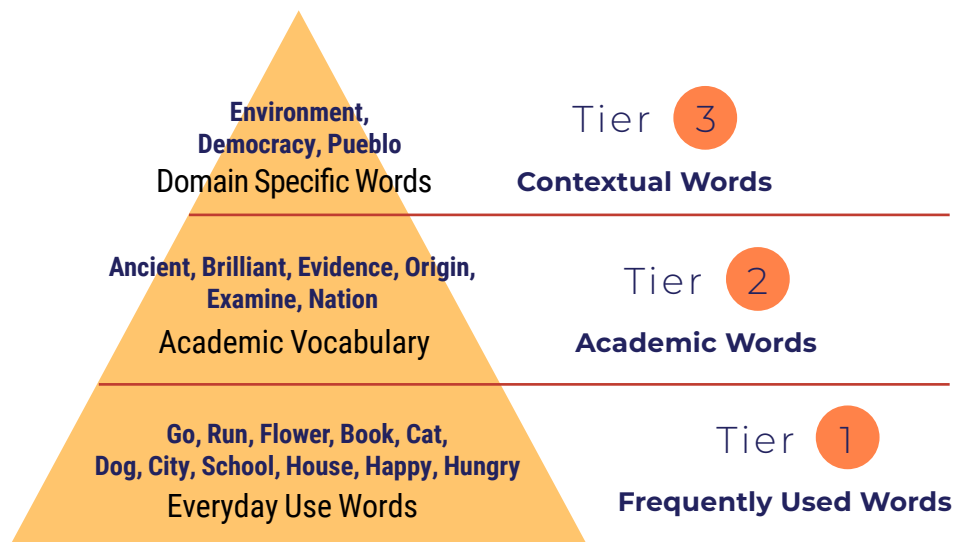 Environment,
Democracy, Pueblo
Domain Specific Words
Tier 3
Contextual Words
Ancient, Brilliant, Evidence, Origin,
Examine, Nation
Academic Vocabulary
Tier 2
Academic Words
Go, Run, Flower, Book, Cat,
Dog, City, School, House, Happy, Hungry
Everyday Use Words
Tier 1
Frequently Used Words